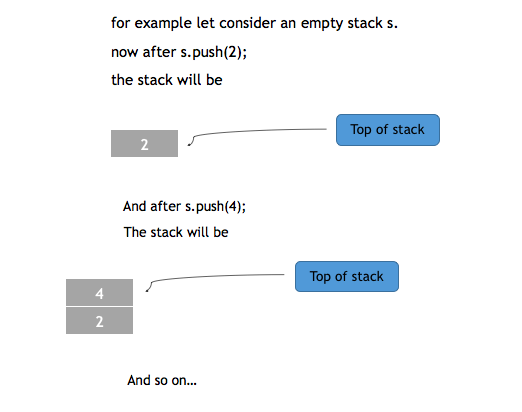 for example let consider an empty stack s.
now after s.push(2);
the stack will be
Top of stack
2
And after s.push(4);
The stack will be
Top of stack
4
2
And so on...